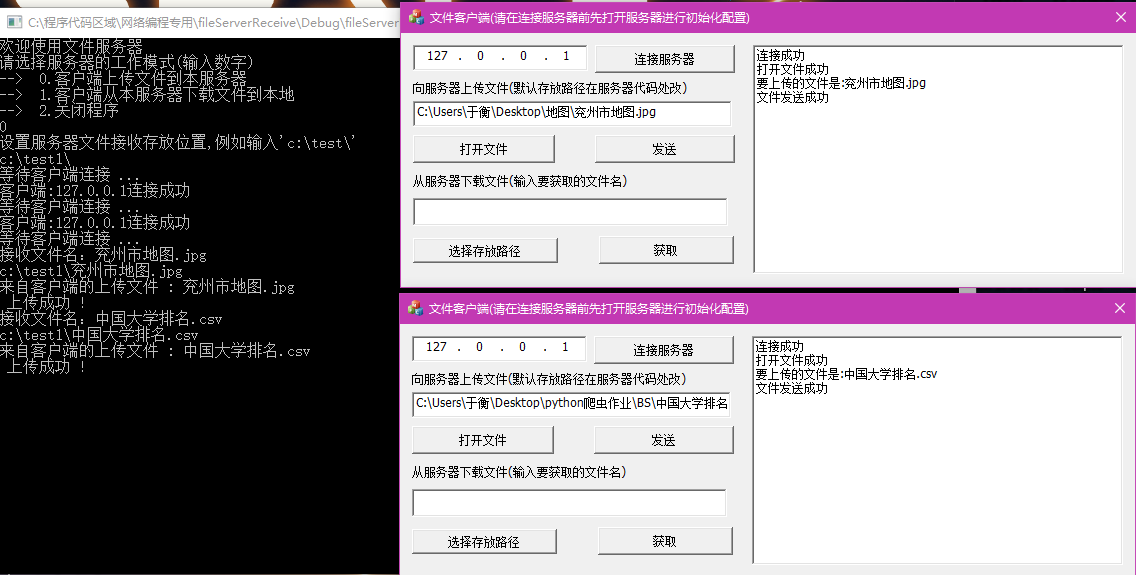 C:\程序代码区域\网络编程专用\fileServerReceive\Debug\fileServer
欢迎使用文件服务器
请选择服务器的工作模式(输入数字)
--> 0.客户端上传文件到本服务器
--> 1.客户端从本服务器下载文件到本地
--> 2.关闭程序
0
设置服务器文件接收存放位置,例如输入'c:\test\'
c:\test1\
等待客户端连接 ...
客户端:127.0.0.1连接成功
等待客户端连接 ...
客户端:127.0.0.1连接成功
等待客户端连接 ...
接收文件名：兖州市地图.jpg
c:\test1\兖州市地图.jpg
来自客户端的上传文件 : 兖州市地图.jpg
上传成功 !
接收文件名：中国大学排名.csv
c:\test1\中国大学排名.csv
来自客户端的上传文件 : 中国大学排名.csv
上传成功 !
文件客户端(请在连接服务器前先打开服务器进行初始化配置)
127 . 0 . 0 . 1
连接服务器
向服务器上传文件(默认存放路径在服务器代码处改)
C:\Users\于衡\Desktop\地图\兖州市地图.jpg
打开文件
发送
从服务器下载文件(输入要获取的文件名)
选择存放路径
获取
连接成功
打开文件成功
要上传的文件是:兖州市地图.jpg
文件发送成功
文件客户端(请在连接服务器前先打开服务器进行初始化配置)
127 . 0 . 0 . 1
连接服务器
向服务器上传文件(默认存放路径在服务器代码处改)
C:\Users\于衡\Desktop\python爬虫作业\BS\中国大学排名
打开文件
发送
从服务器下载文件(输入要获取的文件名)
选择存放路径
获取
连接成功
打开文件成功
要上传的文件是:中国大学排名.csv
文件发送成功